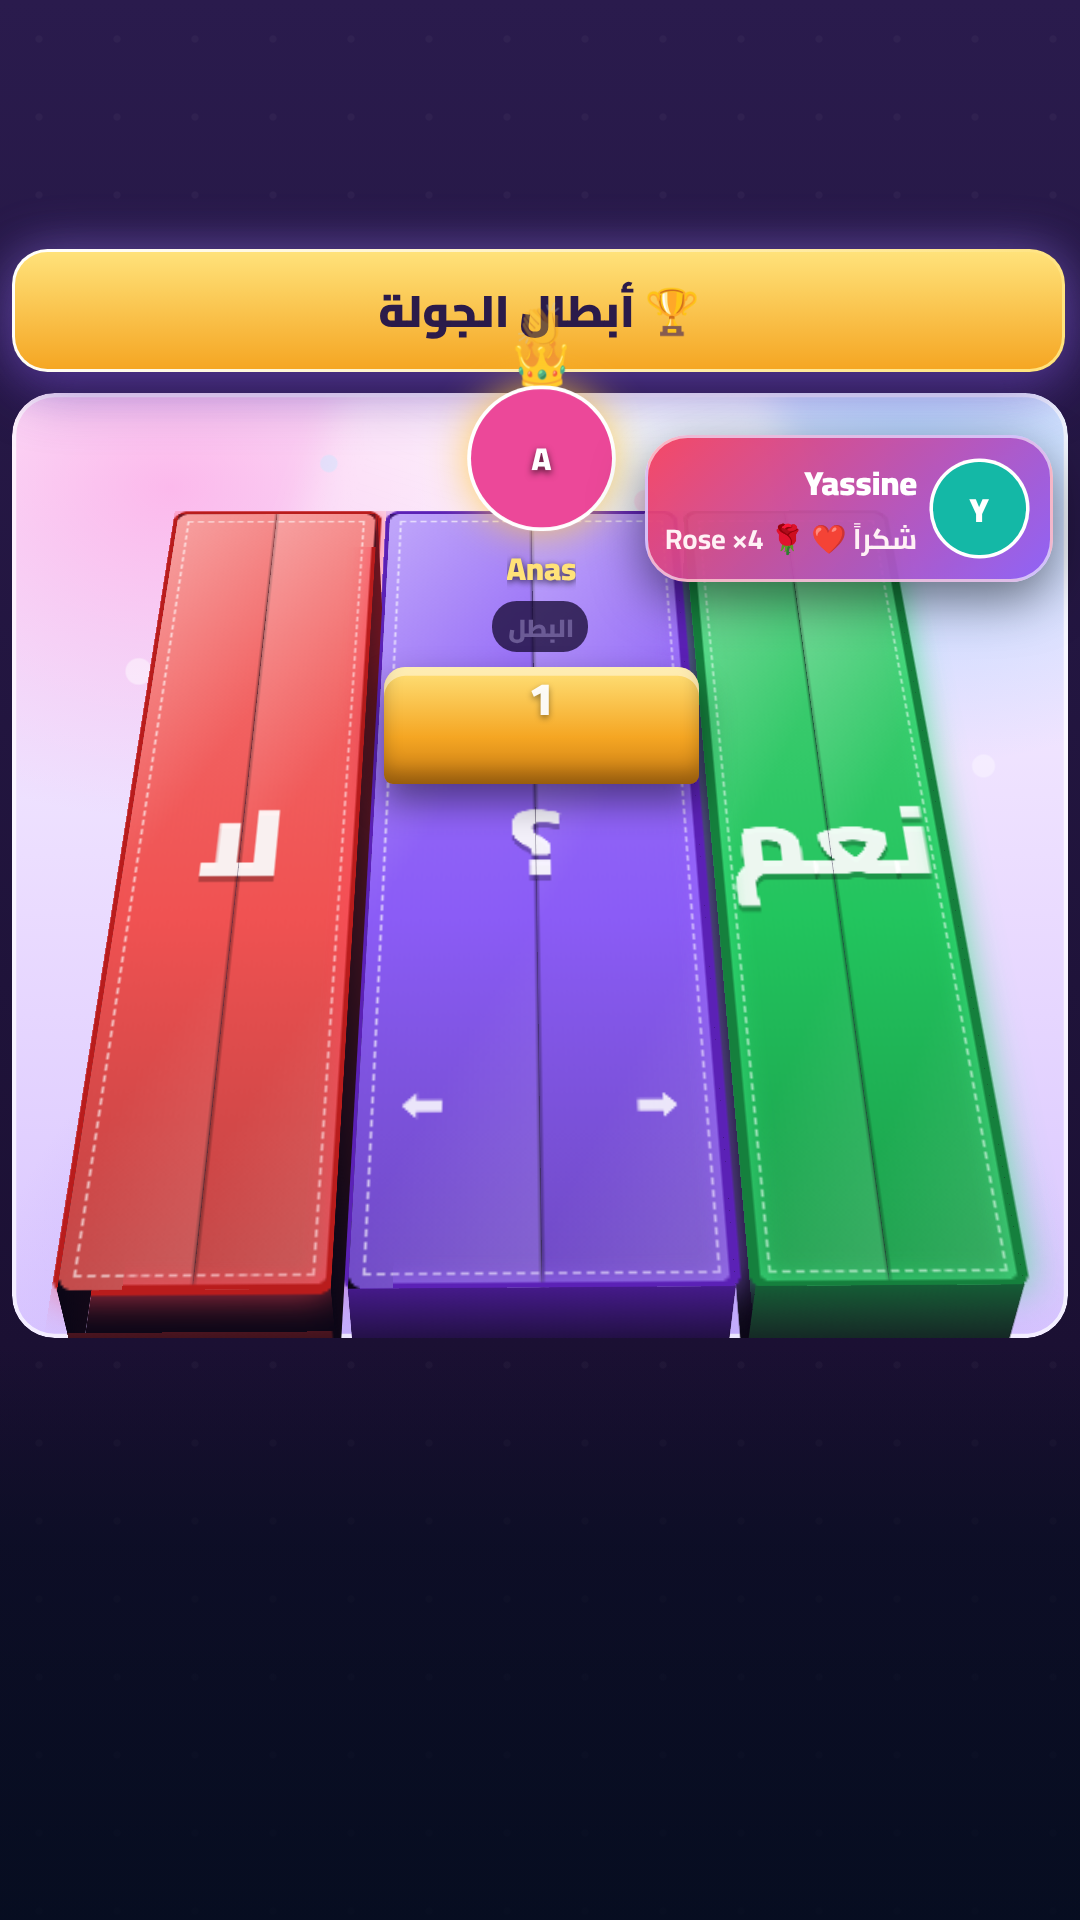 🏆 أبطال الجولة
A
Yassine
Y
شكراً ❤️ 🌹 Rose ×4
Anas
البطل
1
لا
؟
نعم
← →